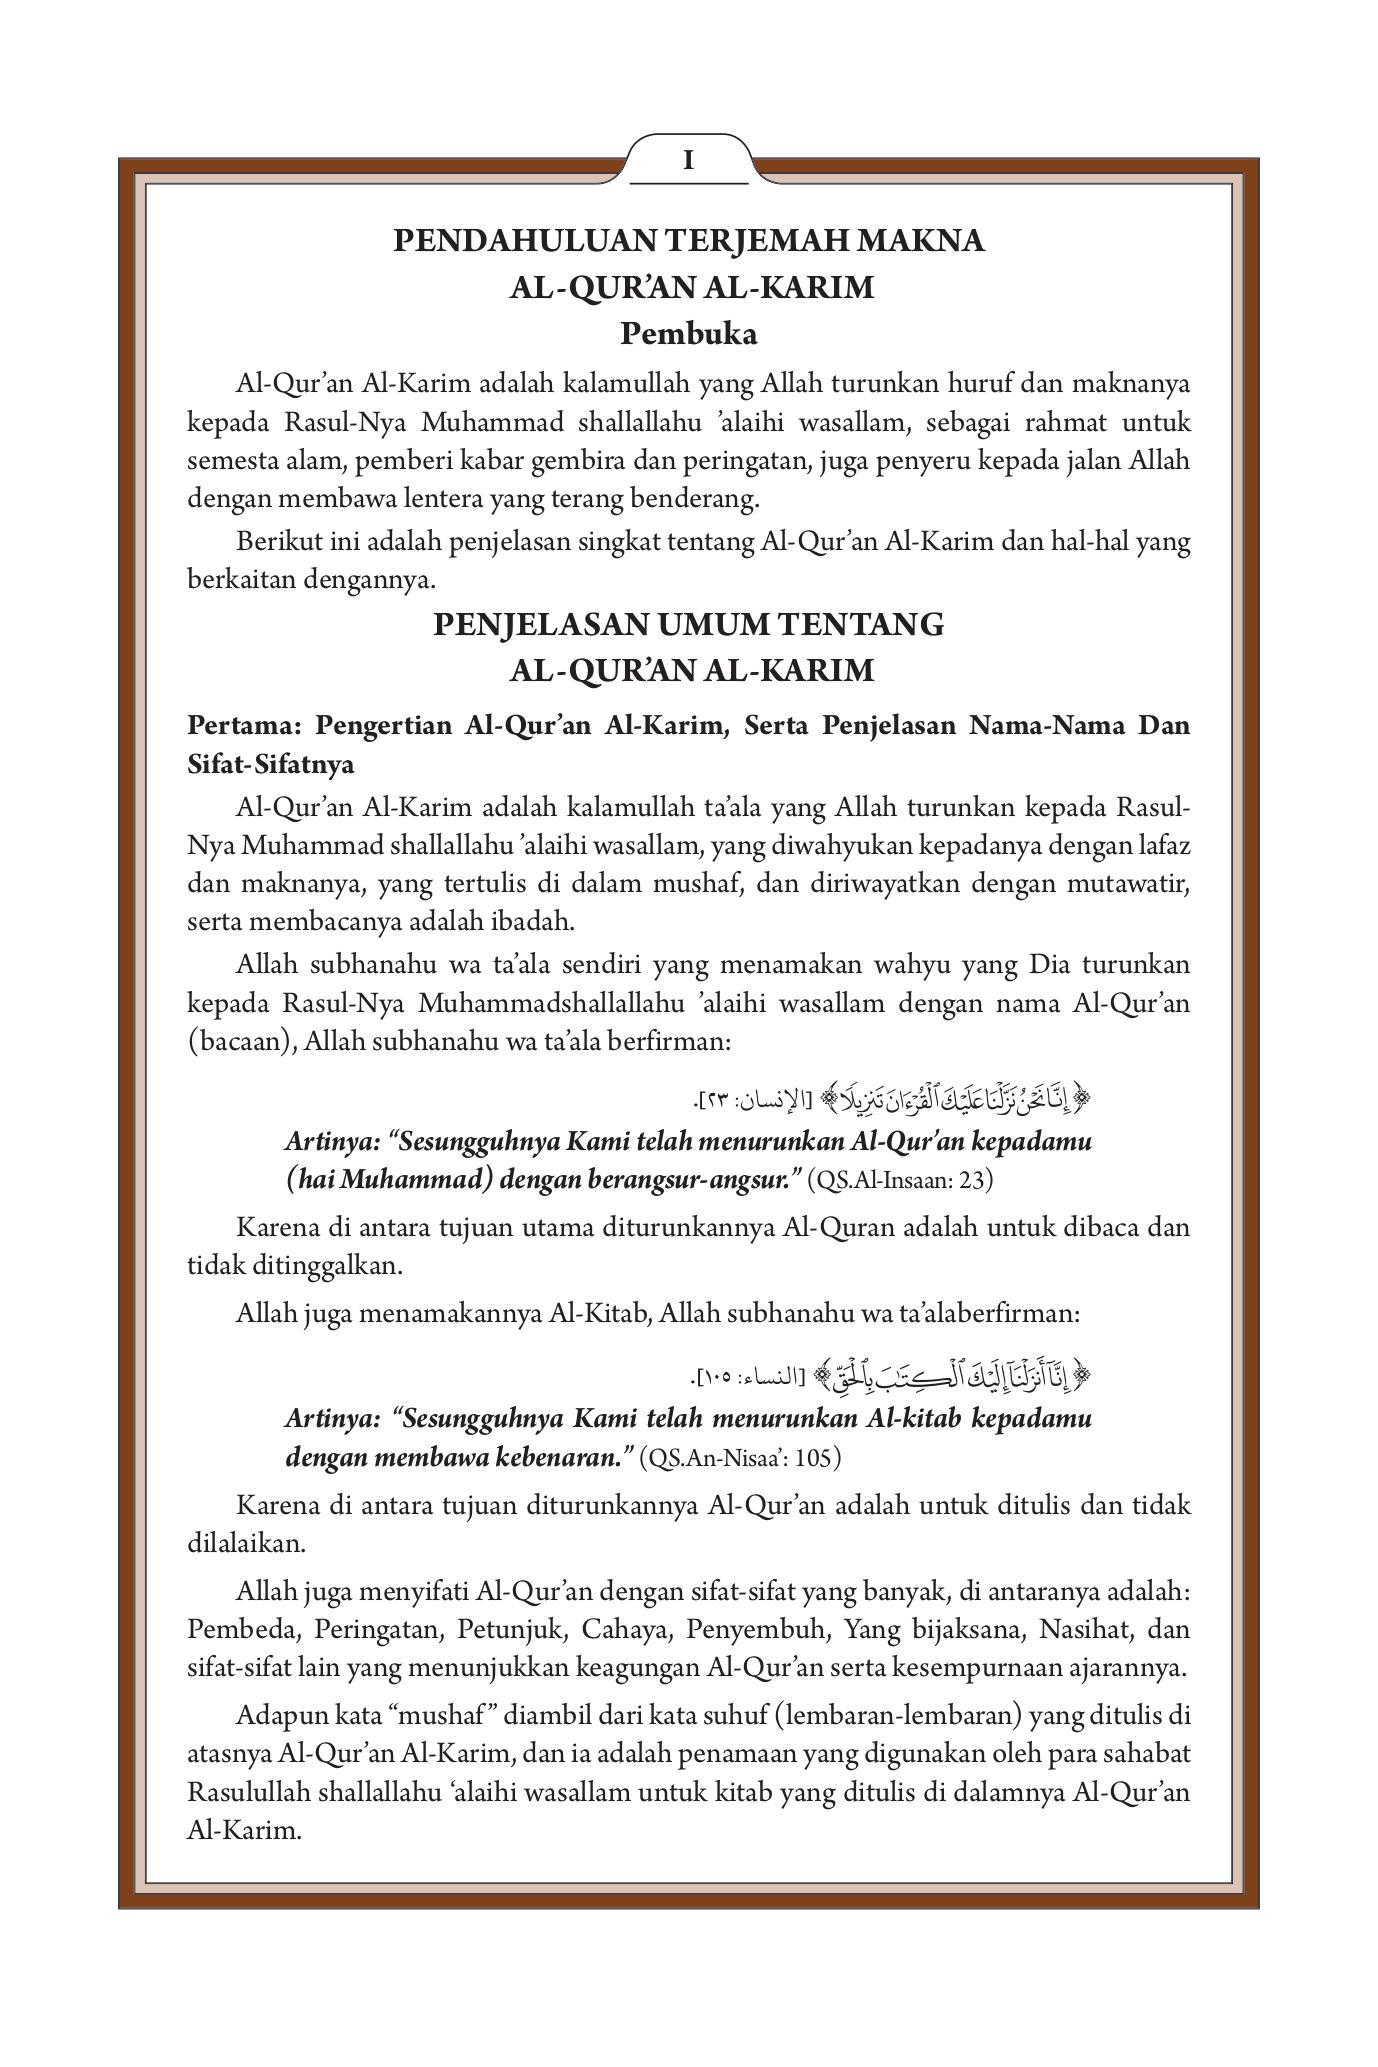 I
PENDAHULUAN TERJEMAH MAKNA
AL-QUR’AN AL-KARIM
Pembuka
Al-Qur’an Al-Karim adalah kalamullah yang Allah turunkan huruf dan maknanya
kepada Rasul-Nya Muhammad shallallahu ’alaihi wasallam, sebagai rahmat untuk
semesta alam, pemberi kabar gembira dan peringatan, juga penyeru kepada jalan Allah
dengan membawa lentera yang terang benderang.
Berikut ini adalah penjelasan singkat tentang Al-Qur’an Al-Karim dan hal-hal yang
berkaitan dengannya.
PENJELASAN UMUM TENTANG
AL-QUR’AN AL-KARIM
Pertama: Pengertian Al-Qur’an Al-Karim, Serta Penjelasan Nama-Nama Dan
Sifat-Sifatnya
Al-Qur’an Al-Karim adalah kalamullah ta’ala yang Allah turunkan kepada Rasul-
Nya Muhammad shallallahu ’alaihi wasallam, yang diwahyukan kepadanya dengan lafaz
dan maknanya, yang tertulis di dalam mushaf, dan diriwayatkan dengan mutawatir,
serta membacanya adalah ibadah.
Allah subhanahu wa ta’ala sendiri yang menamakan wahyu yang Dia turunkan
kepada Rasul-Nya Muhammadshallallahu ’alaihi wasallam dengan nama Al-Qur’an
(bacaan), Allah subhanahu wa ta’ala berfirman:
﴿إِنَّا نَحْنُ نَزَّلْنَا عَلَيْكَ ٱلْقُرْءَانَ تَنزِيلًا﴾ [الإنسان: ٢٣].
Artinya: “Sesungguhnya Kami telah menurunkan Al-Qur’an kepadamu
(hai Muhammad) dengan berangsur-angsur.” (QS.Al-Insaan: 23)
Karena di antara tujuan utama diturunkannya Al-Quran adalah untuk dibaca dan
tidak ditinggalkan.
Allah juga menamakannya Al-Kitab, Allah subhanahu wa ta’alaberfirman:
﴿إِنَّآ أَنزَلْنَآ إِلَيْكَ ٱلْكِتَٰبَ بِٱلْحَقِّ﴾ [النساء: ١٠٥].
Artinya: “Sesungguhnya Kami telah menurunkan Al-kitab kepadamu
dengan membawa kebenaran.” (QS.An-Nisaa’: 105)
Karena di antara tujuan diturunkannya Al-Qur’an adalah untuk ditulis dan tidak
dilalaikan.
Allah juga menyifati Al-Qur’an dengan sifat-sifat yang banyak, di antaranya adalah:
Pembeda, Peringatan, Petunjuk, Cahaya, Penyembuh, Yang bijaksana, Nasihat, dan
sifat-sifat lain yang menunjukkan keagungan Al-Qur’an serta kesempurnaan ajarannya.
Adapun kata “mushaf” diambil dari kata suhuf (lembaran-lembaran) yang ditulis di
atasnya Al-Qur’an Al-Karim, dan ia adalah penamaan yang digunakan oleh para sahabat
Rasulullah shallallahu ‘alaihi wasallam untuk kitab yang ditulis di dalamnya Al-Qur’an
Al-Karim.